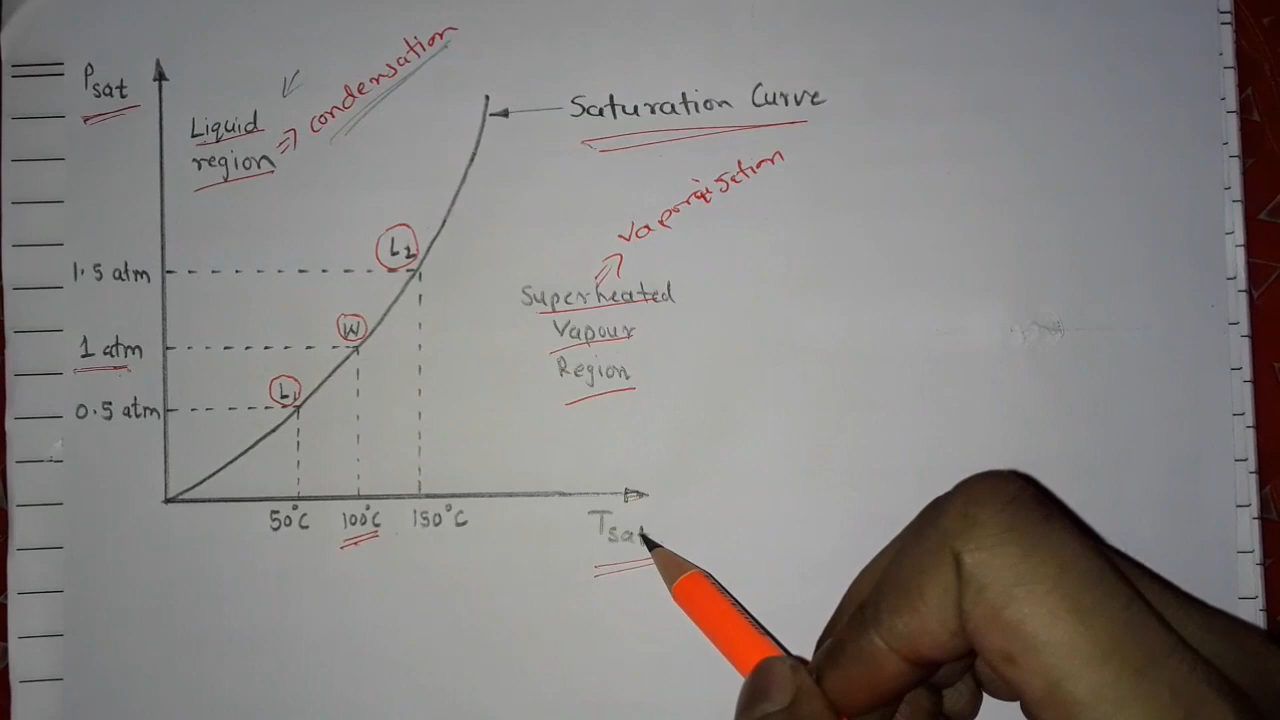 Psat
Liquid
region ⇒ condensation
Saturation Curve
Vaporisation
L2
1.5 atm
Superheated
Vapour
Region
W
1 atm
L1
0.5 atm
50°C 100°C 150°C
Tsat